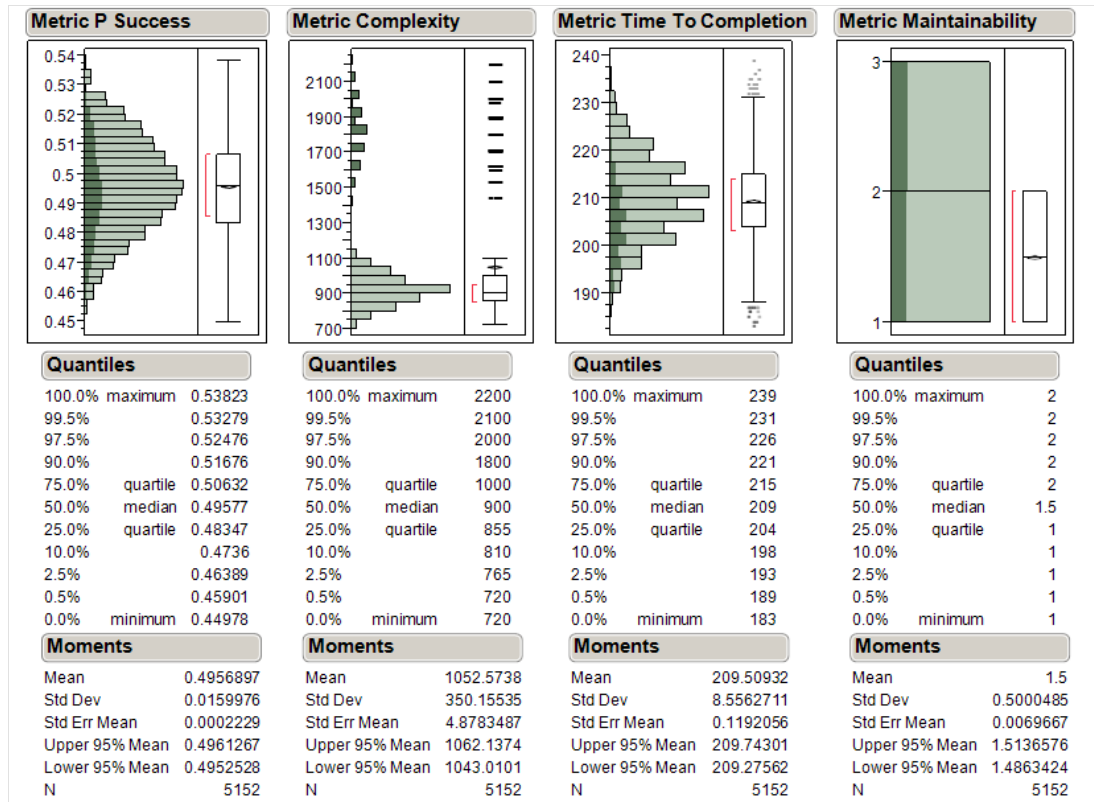 Metric P Success
0.54
0.53
0.52
0.51
0.5
0.49
0.48
0.47
0.46
0.45
Quantiles
100.0% maximum 0.53823
99.5% 0.53279
97.5% 0.52476
90.0% 0.51676
75.0% quartile 0.50632
50.0% median 0.49577
25.0% quartile 0.48347
10.0% 0.4736
2.5% 0.46389
0.5% 0.45901
0.0% minimum 0.44978
Moments
Mean 0.4956897
Std Dev 0.0159976
Std Err Mean 0.0002229
Upper 95% Mean 0.4961267
Lower 95% Mean 0.4952528
N 5152
Metric Complexity
2100
1900
1700
1500
1300
1100
900
700
Quantiles
100.0% maximum 2200
99.5% 2100
97.5% 2000
90.0% 1800
75.0% quartile 1000
50.0% median 900
25.0% quartile 855
10.0% 810
2.5% 765
0.5% 720
0.0% minimum 720
Moments
Mean 1052.5738
Std Dev 350.15535
Std Err Mean 4.8783487
Upper 95% Mean 1062.1374
Lower 95% Mean 1043.0101
N 5152
Metric Time To Completion
240
230
220
210
200
190
Quantiles
100.0% maximum 239
99.5% 231
97.5% 226
90.0% 221
75.0% quartile 215
50.0% median 209
25.0% quartile 204
10.0% 198
2.5% 193
0.5% 189
0.0% minimum 183
Moments
Mean 209.50932
Std Dev 8.5562711
Std Err Mean 0.1192056
Upper 95% Mean 209.74301
Lower 95% Mean 209.27562
N 5152
Metric Maintainability
3
2
1
Quantiles
100.0% maximum 2
99.5% 2
97.5% 2
90.0% 2
75.0% quartile 2
50.0% median 1.5
25.0% quartile 1
10.0% 1
2.5% 1
0.5% 1
0.0% minimum 1
Moments
Mean 1.5
Std Dev 0.5000485
Std Err Mean 0.0069667
Upper 95% Mean 1.5136576
Lower 95% Mean 1.4863424
N 5152